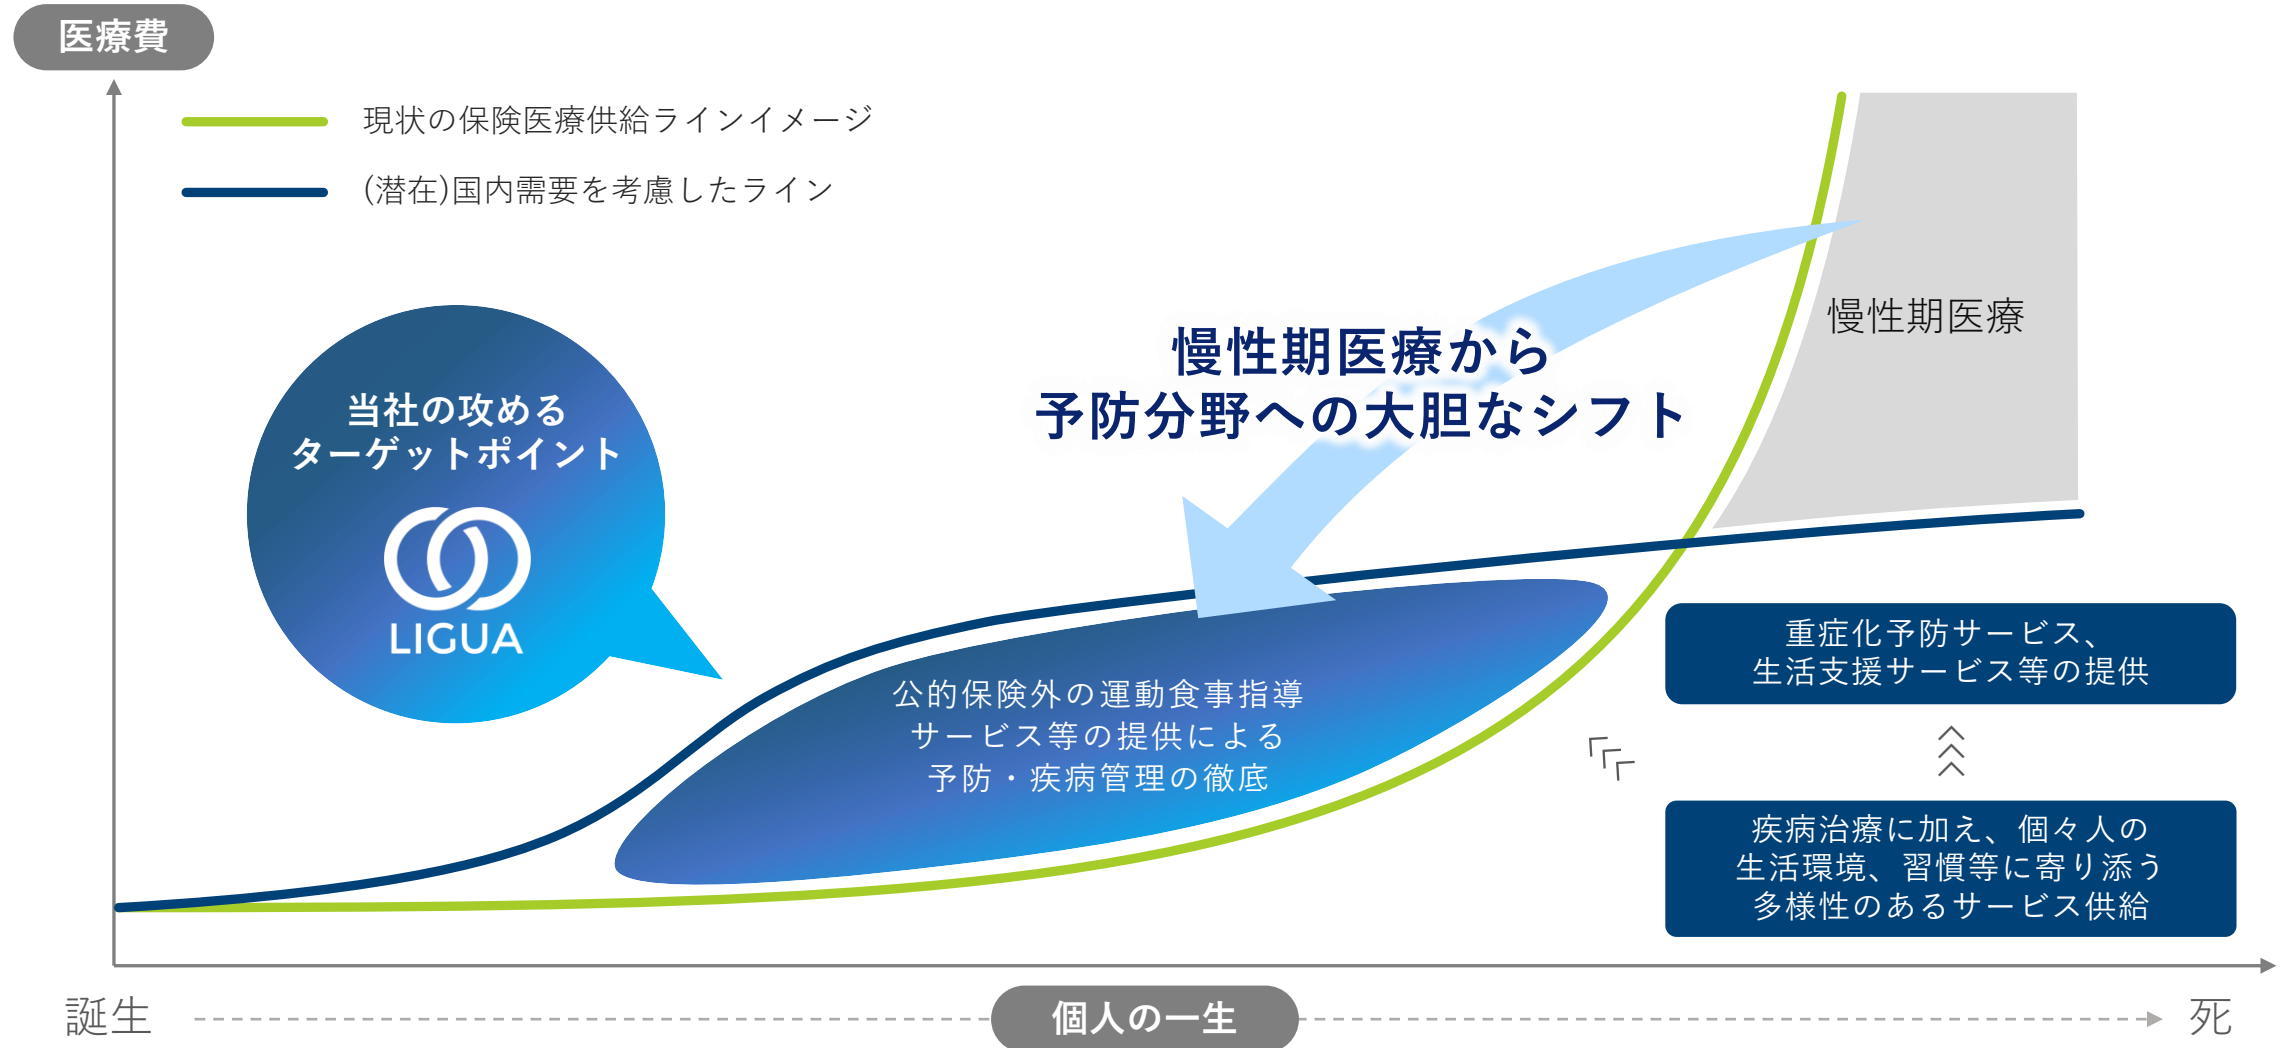 医療費
現状の保険医療供給ラインイメージ
(潜在)国内需要を考慮したライン
当社の攻める
ターゲットポイント
LIGUA
慢性期医療から
予防分野への大胆なシフト
慢性期医療
公的保険外の運動食事指導
サービス等の提供による
予防・疾病管理の徹底
重症化予防サービス、
生活支援サービス等の提供
疾病治療に加え、個々人の
生活環境、習慣等に寄り添う
多様性のあるサービス供給
誕生
個人の一生
死